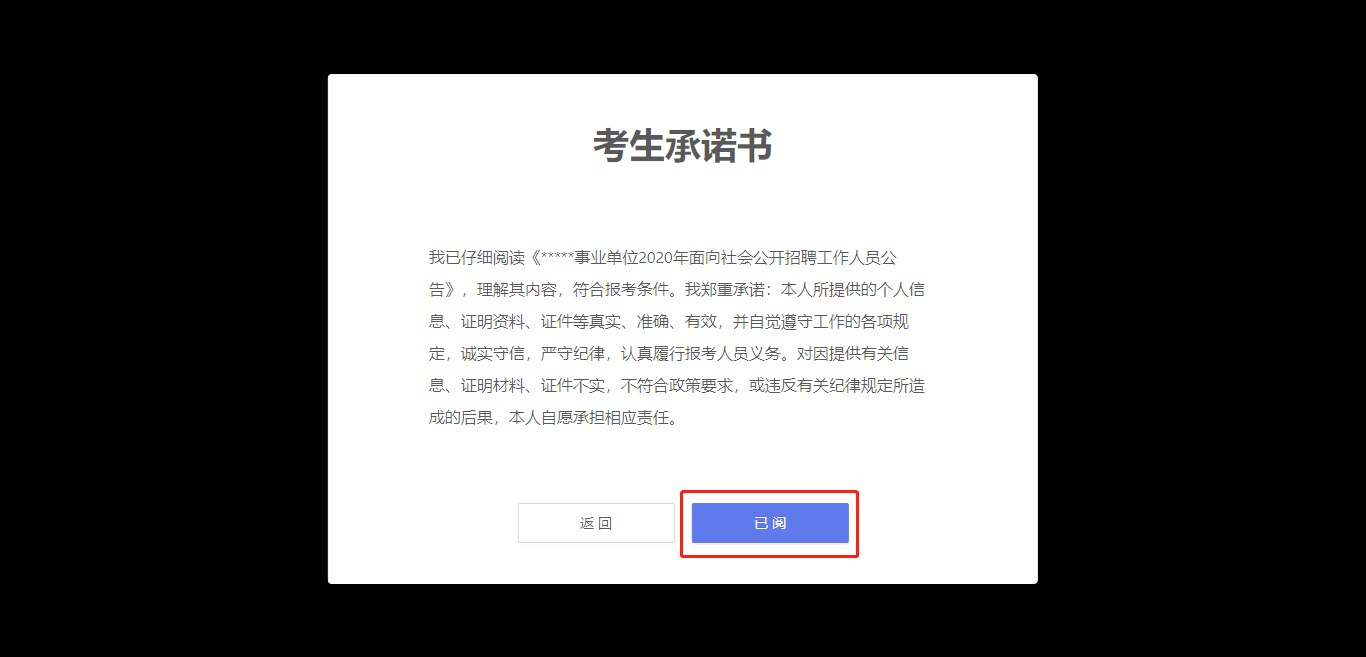 考生承诺书
我已仔细阅读《*****事业单位2020年面向社会公开招聘工作人员公
告》，理解其内容，符合报考条件。我郑重承诺：本人所提供的个人信
息、证明资料、证件等真实、准确、有效，并自觉遵守工作的各项规
定，诚实守信，严守纪律，认真履行报考人员义务。对因提供有关信
息、证明材料、证件不实，不符合政策要求，或违反有关纪律规定所造
成的后果，本人自愿承担相应责任。
返 回
已 阅